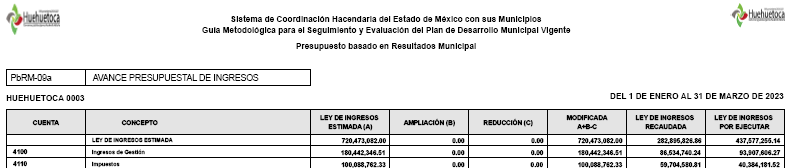 Huehuetoca
Sistema de Coordinación Hacendaria del Estado de México con sus Municipios
Huehuetoca
Guía Metodológica para el Seguimiento y Evaluación del Plan de Desarrollo Municipal Vigente
Presupuesto basado en Resultados Municipal
PbRM-09a AVANCE PRESUPUESTAL DE INGRESOS
HUEHUETOCA 0003 DEL 1 DE ENERO AL 31 DE MARZO DE 2023
CUENTA CONCEPTO LEY DE INGRESOS ESTIMADA (A) AMPLIACIÓN (B) REDUCCIÓN (C) MODIFICADA A+B-C LEY DE INGRESOS RECAUDADA LEY DE INGRESOS POR EJECUTAR
LEY DE INGRESOS ESTIMADA 720,473,082.00 0.00 0.00 720,473,082.00 282,895,826.86 437,577,255.14
4100 Ingresos de Gestión 180,442,346.51 0.00 0.00 180,442,346.51 86,534,740.24 93,907,606.27
4110 Impuestos 100,088,762.33 0.00 0.00 100,088,762.33 59,704,580.81 40,384,181.52